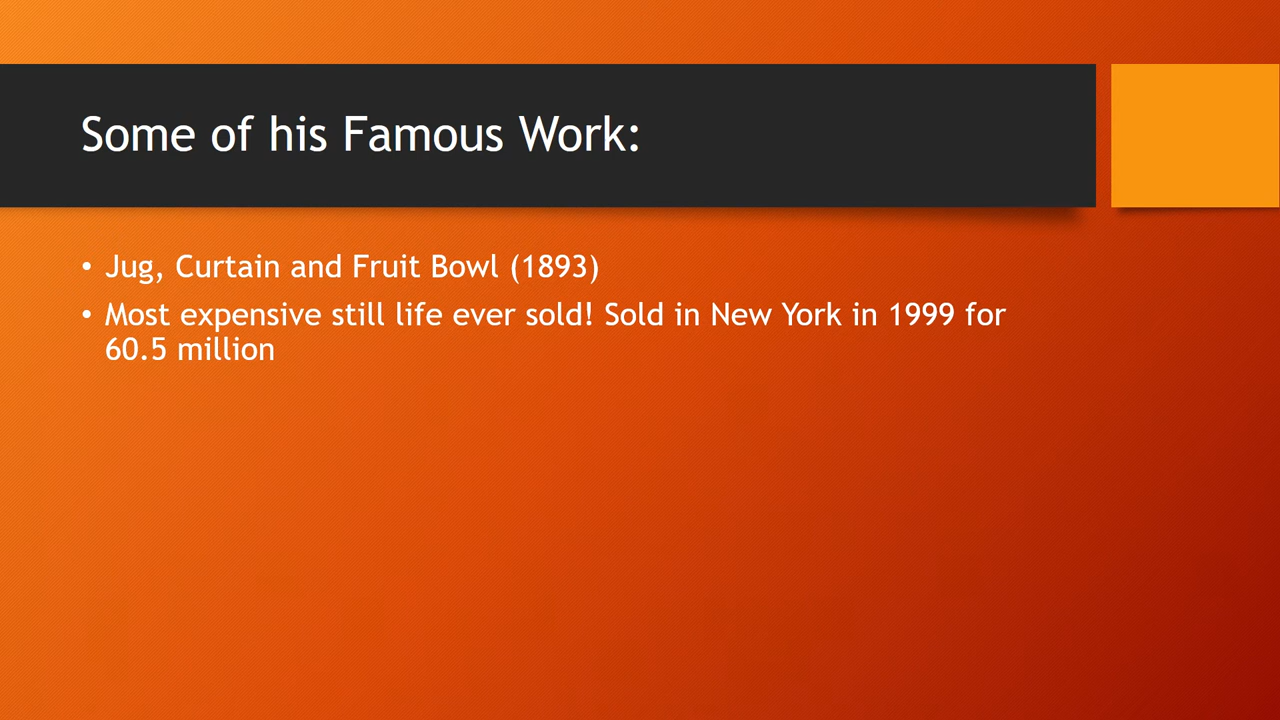 Some of his Famous Work:
• Jug, Curtain and Fruit Bowl (1893)
• Most expensive still life ever sold! Sold in New York in 1999 for
60.5 million